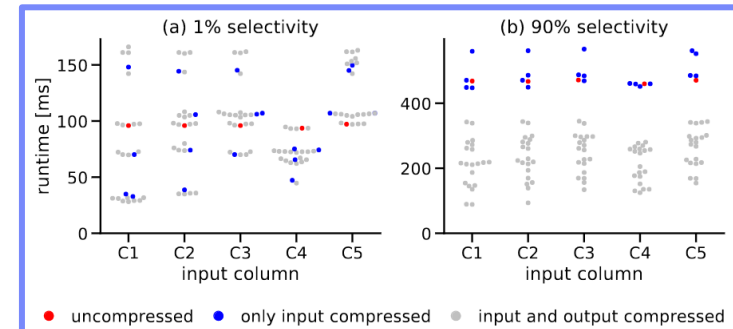 (a) 1% selectivity
(b) 90% selectivity
runtime [ms]
150
100
50
0
C1 C2 C3 C4 C5
input column
400
200
0
C1 C2 C3 C4 C5
input column
uncompressed only input compressed input and output compressed